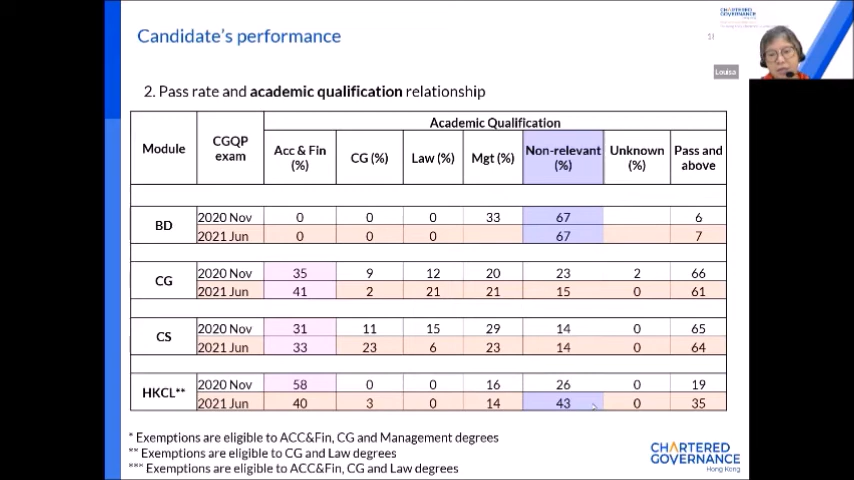 CHARTERED
GOVERNANCE
Candidate's performance
Louisa
2. Pass rate and academic qualification relationship
Module CGQP exam Academic Qualification
Acc & Fin (%) CG (%) Law (%) Mgt (%) Non-relevant (%) Unknown (%) Pass and above
BD 2020 Nov 0 0 0 33 67 6
2021 Jun 0 0 0 67 7
CG 2020 Nov 35 9 12 20 23 2 66
2021 Jun 41 2 21 21 15 0 61
CS 2020 Nov 31 11 15 29 14 0 65
2021 Jun 33 23 6 23 14 0 64
HKCL** 2020 Nov 58 0 0 16 26 0 19
2021 Jun 40 3 0 14 43 0 35
* Exemptions are eligible to ACC&Fin, CG and Management degrees
** Exemptions are eligible to CG and Law degrees
*** Exemptions are eligible to ACC&Fin, CG and Law degrees
CHARTERED
GOVERNANCE
Hong Kong